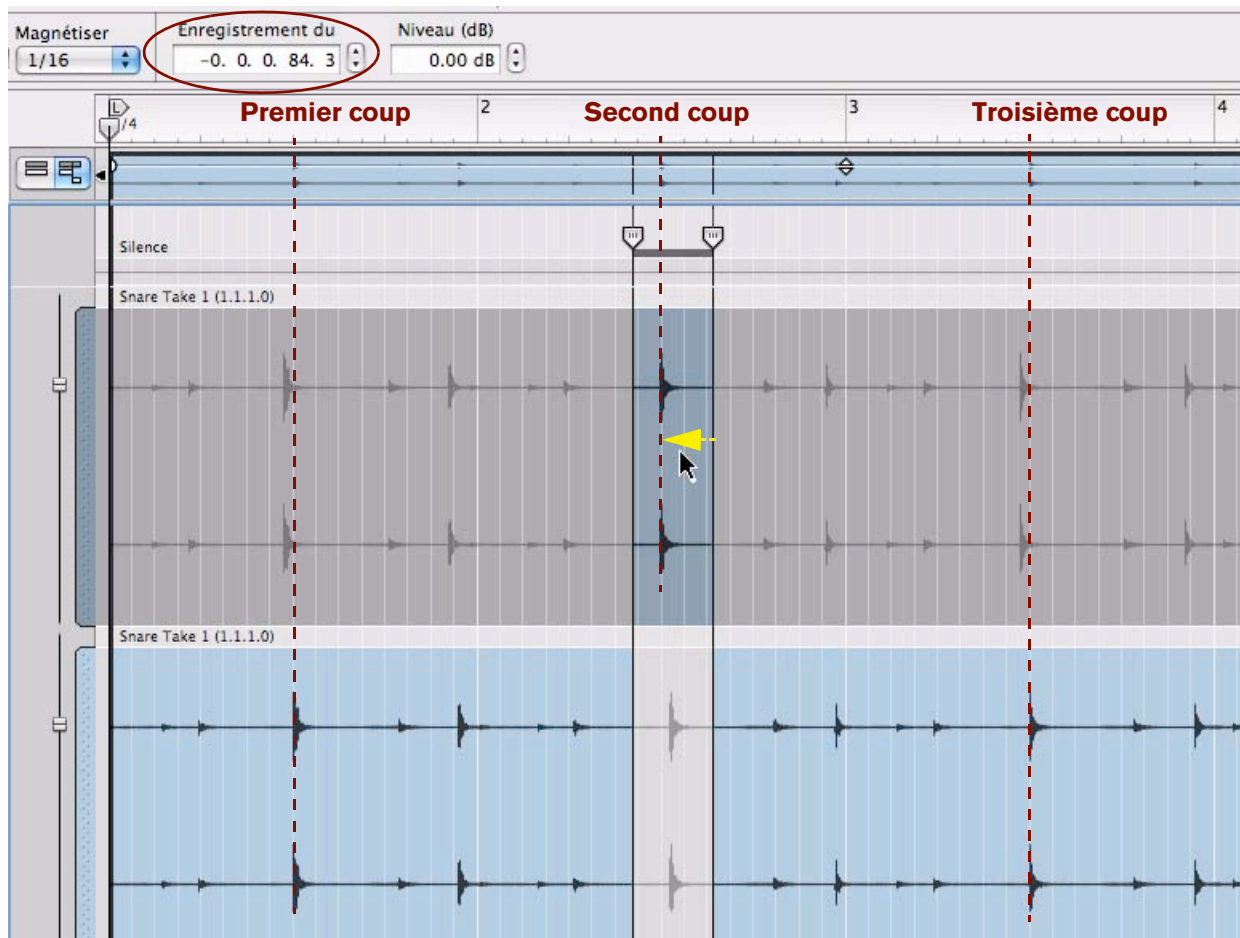 Magnétiser
Enregistrement du
Niveau (dB)
1/16
-0. 0. 0. 84. 3
0.00 dB
L
/4
Premier coup
2
Second coup
3
Troisième coup
4
Silence
Snare Take 1 (1.1.1.0)
Snare Take 1 (1.1.1.0)